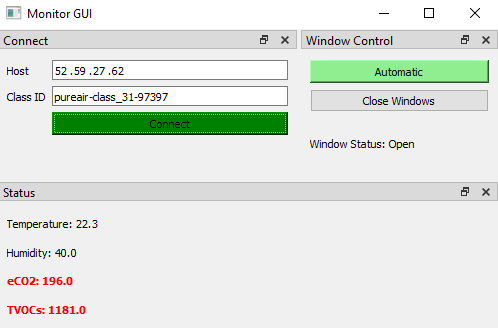 Monitor GUI
Connect
Host 52 .59 .27 .62
Class ID pureair-class_31-97397
Connect
Window Control
Automatic
Close Windows
Window Status: Open
Status
Temperature: 22.3
Humidity: 40.0
eCO2: 196.0
TVOCs: 1181.0